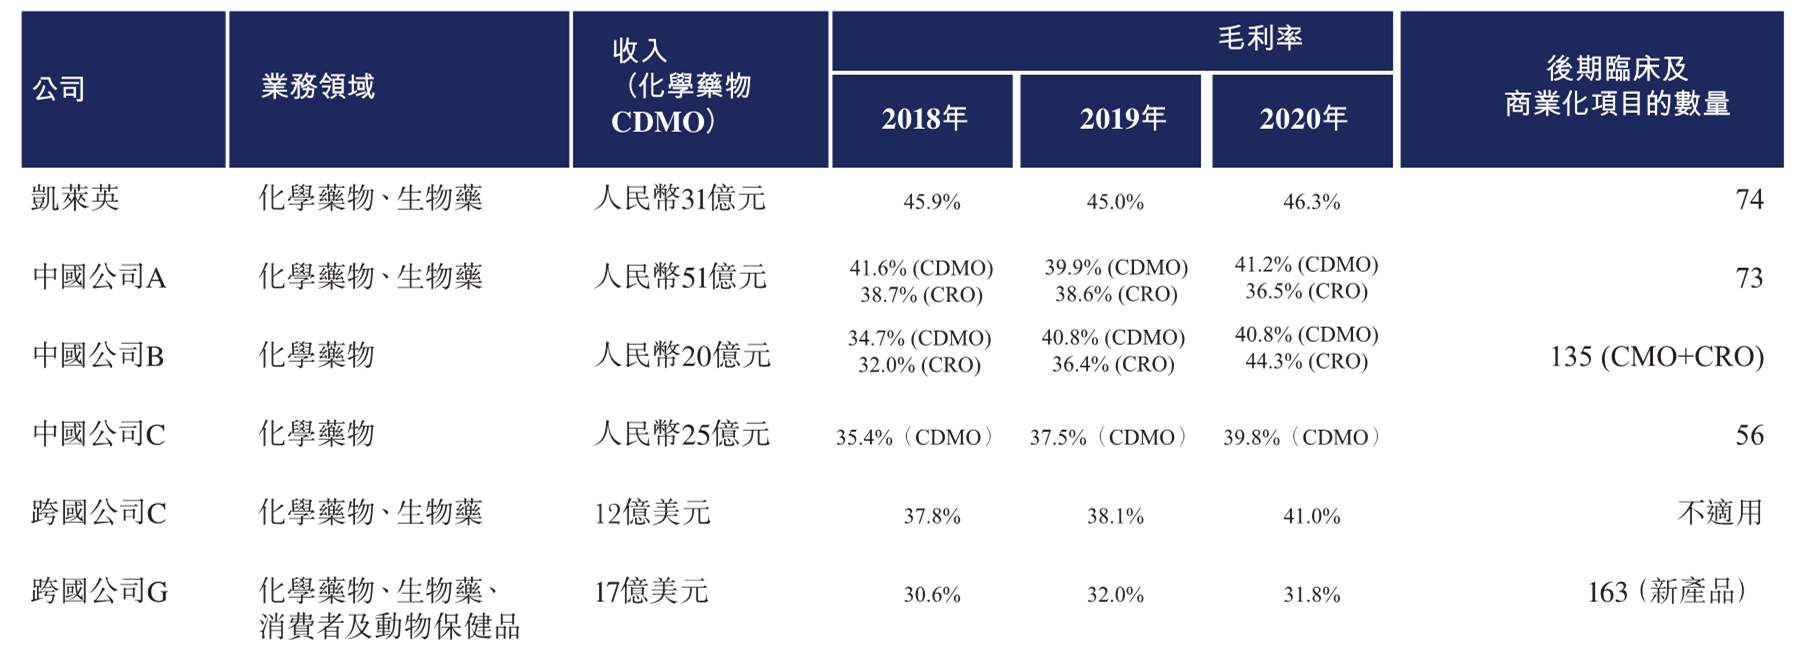 公司 業務領域 收入（化學藥物CDMO） 毛利率 後期臨床及商業化項目的數量
2018年 2019年 2020年
凱萊英 化學藥物、生物藥 人民幣31億元 45.9% 45.0% 46.3% 74
中國公司A 化學藥物、生物藥 人民幣51億元 41.6% (CDMO) 39.9% (CDMO) 41.2% (CDMO) 73
38.7% (CRO) 38.6% (CRO) 36.5% (CRO)
中國公司B 化學藥物 人民幣20億元 34.7% (CDMO) 40.8% (CDMO) 40.8% (CDMO) 135 (CMO+CRO)
32.0% (CRO) 36.4% (CRO) 44.3% (CRO)
中國公司C 化學藥物 人民幣25億元 35.4%（CDMO） 37.5%（CDMO） 39.8%（CDMO） 56
跨國公司C 化學藥物、生物藥 12億美元 37.8% 38.1% 41.0% 不適用
跨國公司G 化學藥物、生物藥、 17億美元 30.6% 32.0% 31.8% 163（新產品）
消費者及動物保健品